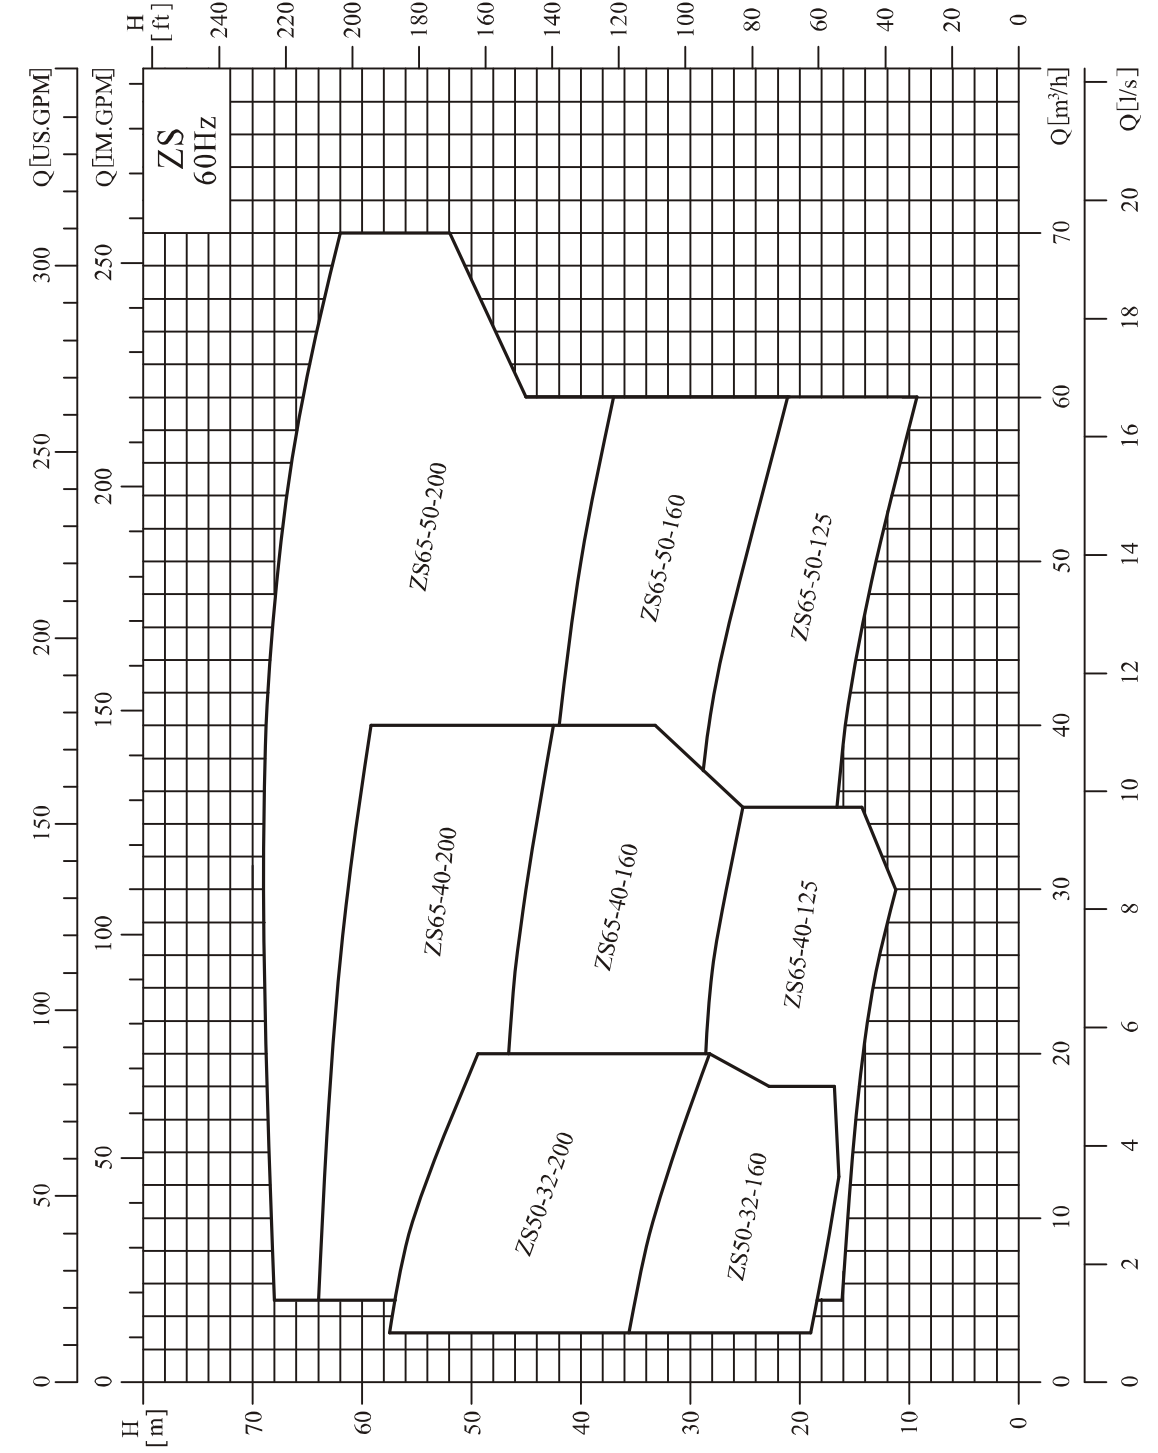 0 50 100 150 200 250 300 Q[US.GPM]
0 50 100 150 200 250 Q[IM.GPM]
H
[m]
H
[ft]
ZS
60Hz
70
60
50
40
30
20
10
0
240
220
200
180
160
140
120
100
80
60
40
20
0
ZS65-50-200
ZS65-40-200
ZS50-32-200
ZS65-50-160
ZS65-40-160
ZS50-32-160
ZS65-50-125
ZS65-40-125
0 10 20 30 40 50 60 70 Q[m³/h]
0 2 4 6 8 10 12 14 16 18 20 Q[l/s]